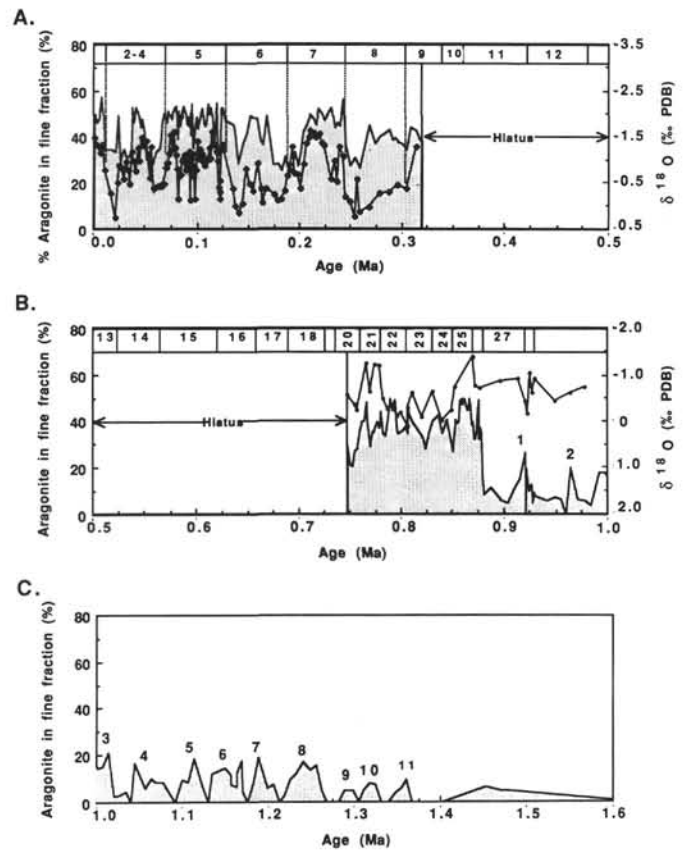 A.
2-4 5 6 7 8 9 10 11 12
% Aragonite in fine fraction (%)
80
60
40
20
0
-3.5
-2.5
-1.5
-0.5
0.5
δ 18 O (‰ PDB)
Hiatus
0.0 0.1 0.2 0.3 0.4 0.5
Age (Ma)
B.
13 14 15 16 17 18 20 21 22 23 24 25 27
Aragonite in fine fraction (%)
80
60
40
20
0
-2.0
-1.0
0
1.0
2.0
δ 18 O (‰ PDB)
Hiatus
1 2
0.5 0.6 0.7 0.8 0.9 1.0
Age (Ma)
C.
Aragonite in fine fraction (%)
80
60
40
20
0
3 4 5 6 7 8 9 10 11
1.0 1.1 1.2 1.3 1.4 1.5 1.6
Age (Ma)